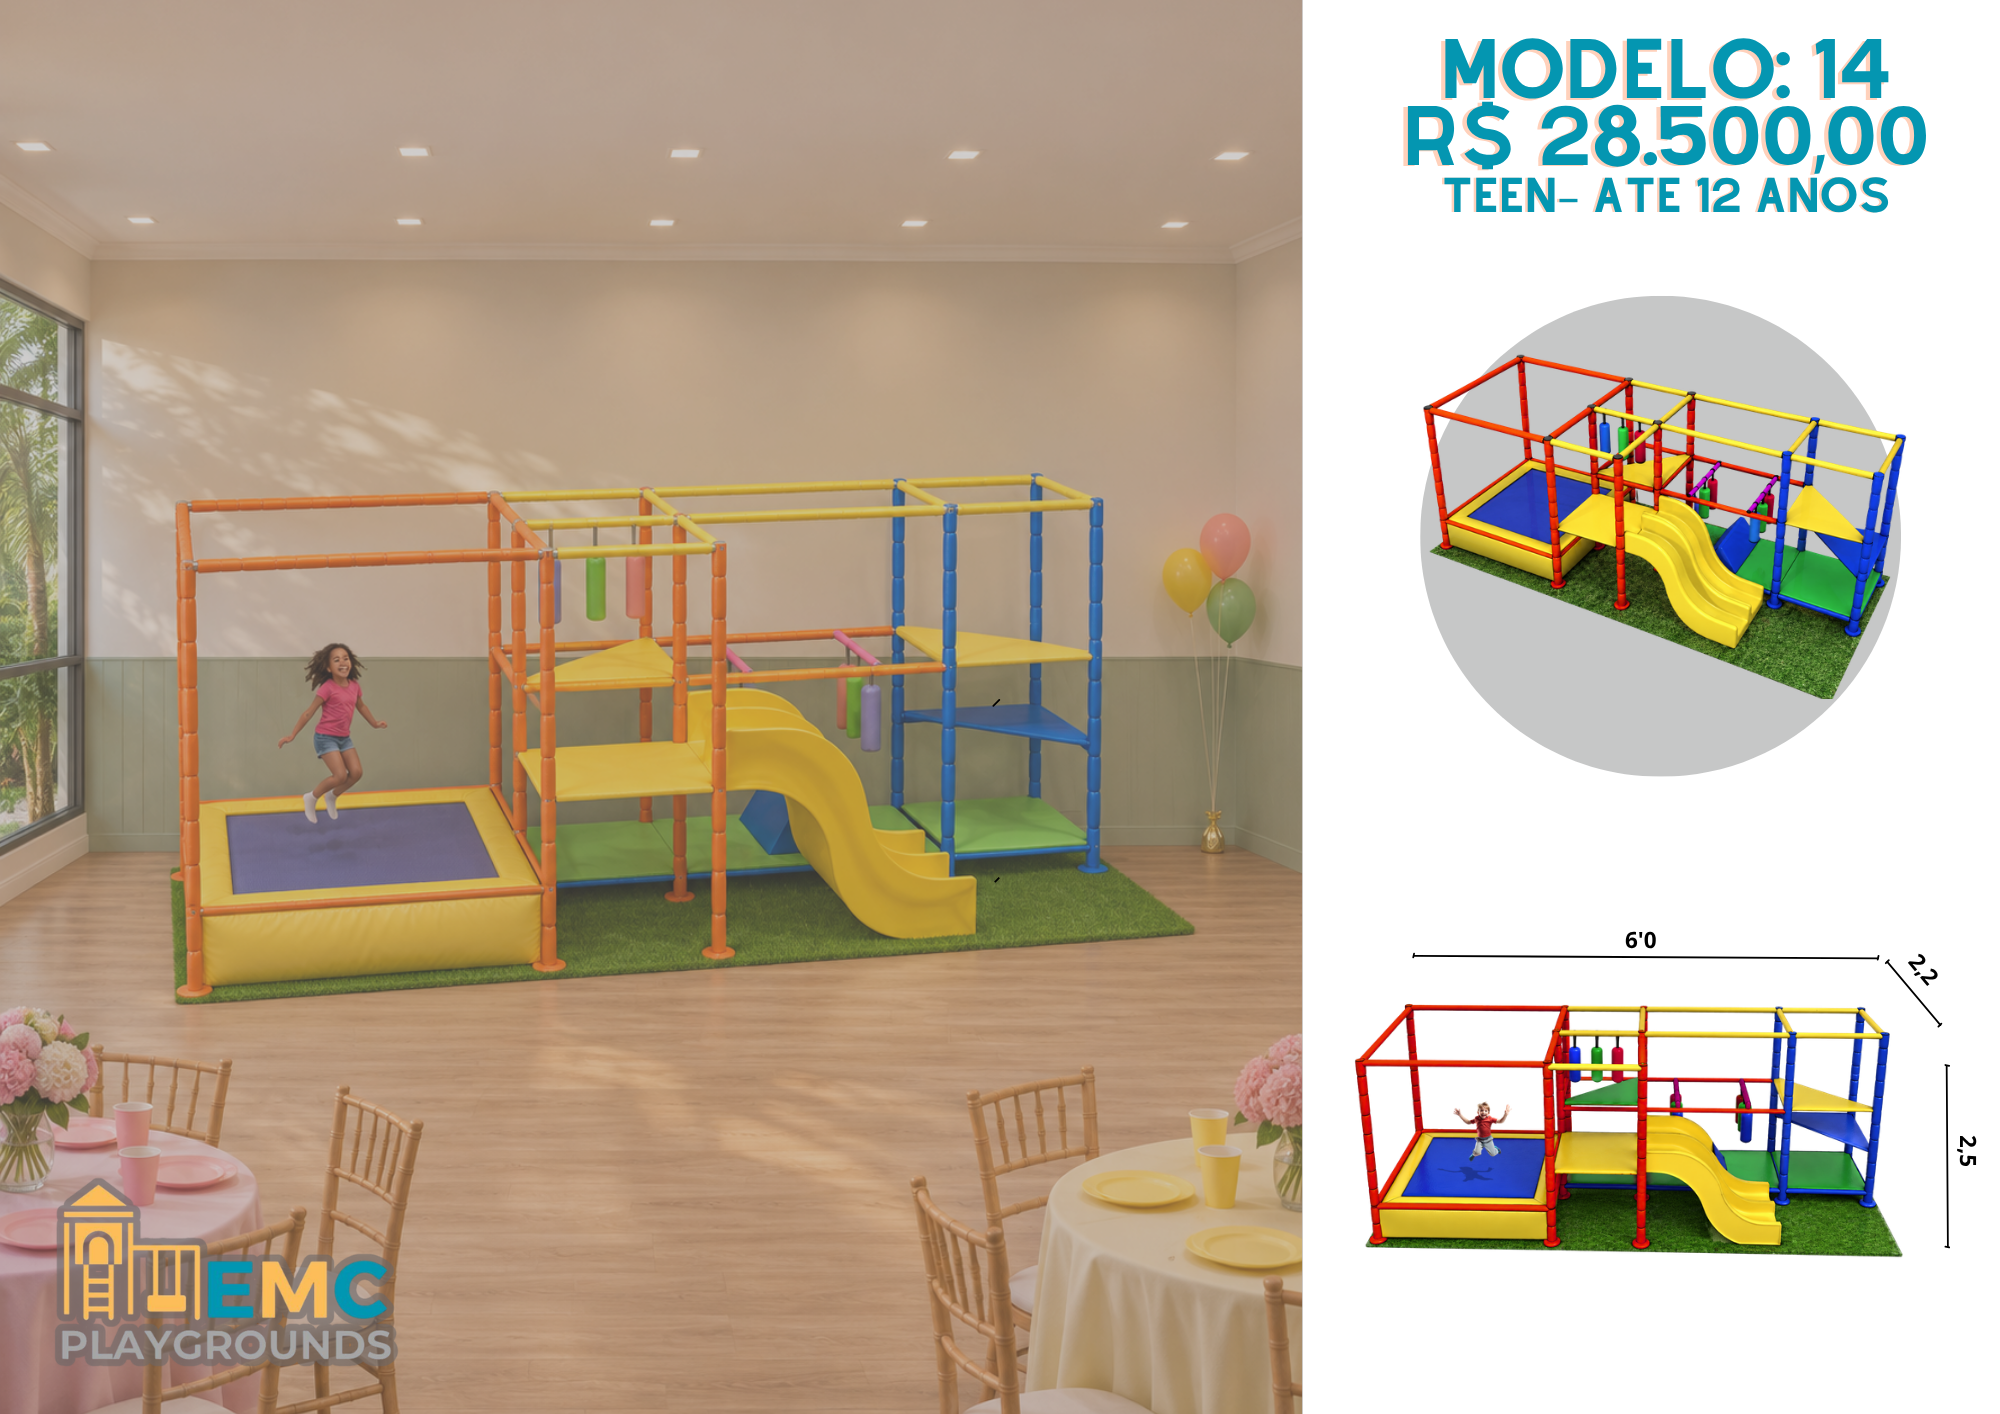 MODELO: 14
R$ 28.500,00
TEEN- ATE 12 ANOS
6'0
2,2
2,5
EMC
PLAYGROUNDS